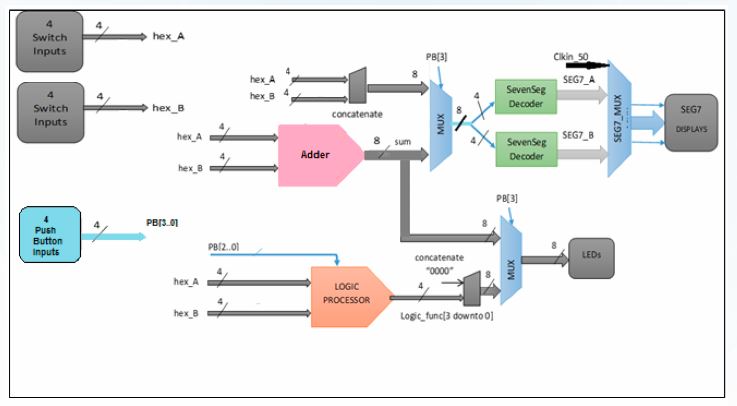 4
Switch
Inputs
4
hex_A
4
Switch
Inputs
4
hex_B
4
Push
Button
Inputs
4
PB[3..0]
hex_A
4
hex_B
4
concatenate
8
PB[3]
MUX
8
4
4
SevenSeg
Decoder
SevenSeg
Decoder
Clkin_50
SEG7_A
SEG7_B
SEG7_MUX
SEG7
DISPLAYS
hex_A
4
hex_B
4
Adder
8
sum
PB[2..0]
hex_A
4
hex_B
4
LOGIC
PROCESSOR
4
Logic_func[3 downto 0]
concatenate
"0000"
8
8
PB[3]
MUX
8
LEDs